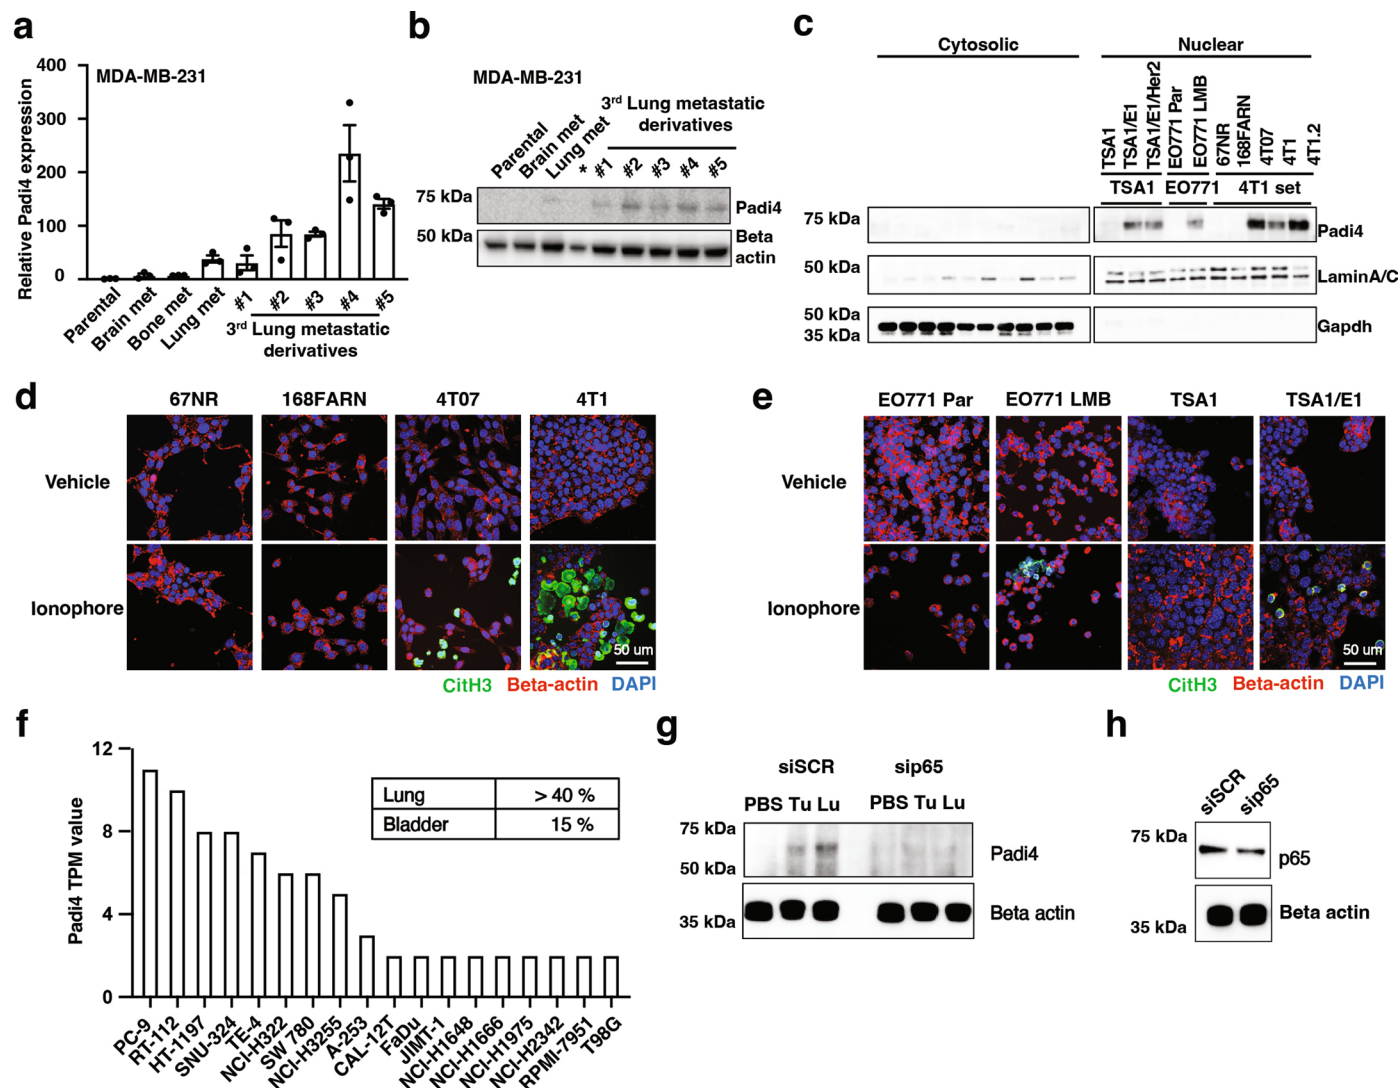 a
MDA-MB-231
Relative Padi4 expression
400
300
200
100
0
Parental
Brain met
Bone met
Lung met
#1
#2
#3
#4
#5
3rd Lung metastatic
derivatives
b
MDA-MB-231
3rd Lung metastatic
derivatives
Parental
Brain met
Lung met
*
#1
#2
#3
#4
#5
75 kDa
Padi4
50 kDa
Beta
actin
c
Cytosolic
Nuclear
TSA1
TSA1/E1
TSA1/E1/Her2
EO771 Par
EO771 LMB
67NR
168FARN
4T07
4T1
4T1.2
TSA1
EO771
4T1 set
75 kDa
Padi4
50 kDa
LaminA/C
50 kDa
35 kDa
Gapdh
d
67NR
168FARN
4T07
4T1
Vehicle
Ionophore
50 um
CitH3 Beta-actin DAPI
e
EO771 Par
EO771 LMB
TSA1
TSA1/E1
Vehicle
Ionophore
50 um
CitH3 Beta-actin DAPI
f
Padi4 TPM value
12
8
4
0
Lung > 40 %
Bladder 15 %
PC-9
RT-112
HT-1197
SNU-324
TE-4
NCI-H322
SW 780
NCI-H3255
A-253
CAL-12T
FaDu
JIMT-1
NCI-H1648
NCI-H1666
NCI-H1975
NCI-H2342
RPMI-7951
T98G
g
siSCR
sip65
PBS Tu Lu
PBS Tu Lu
75 kDa
Padi4
50 kDa
Beta actin
35 kDa
h
siSCR
sip65
75 kDa
p65
Beta actin
35 kDa